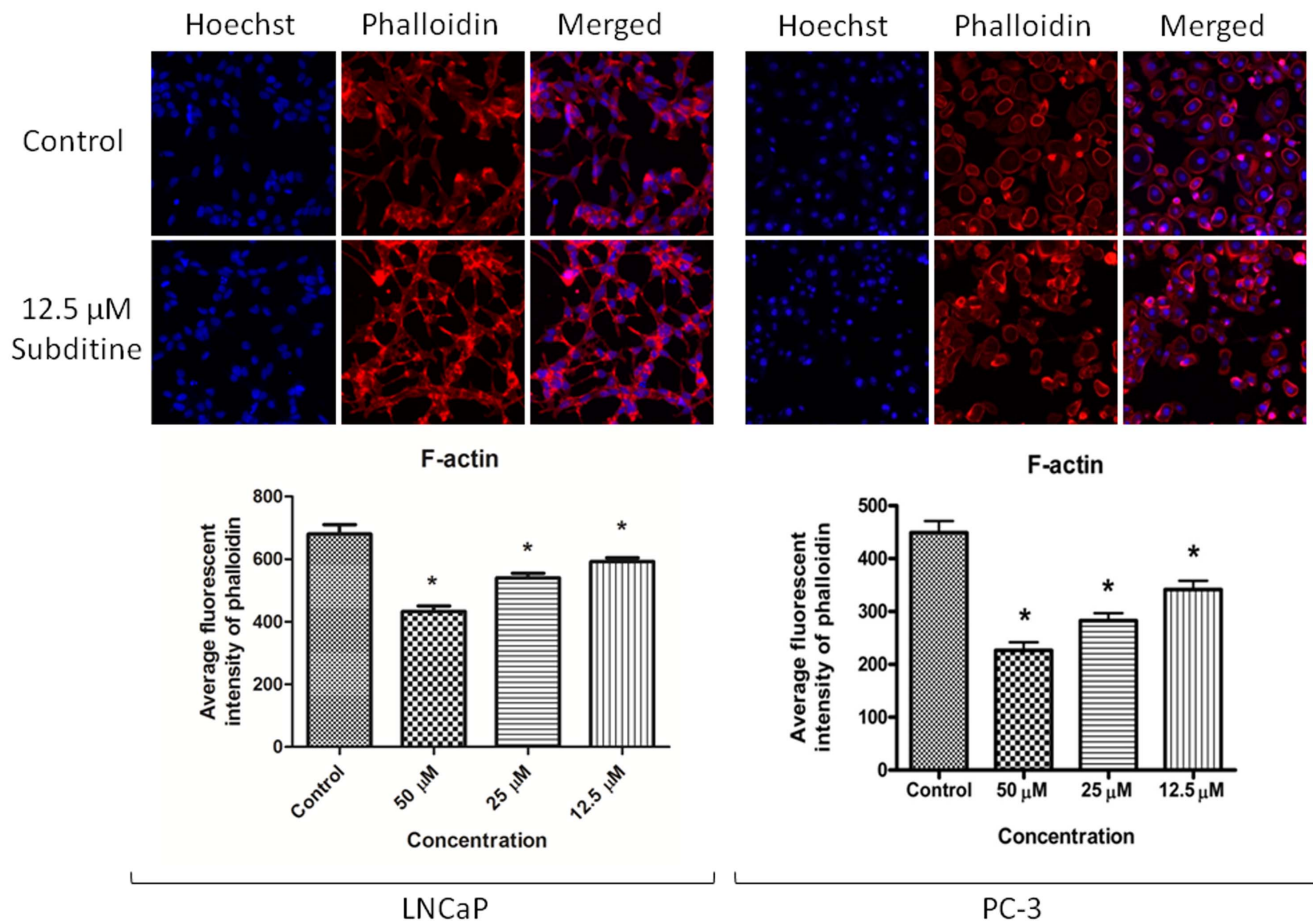 Hoechst Phalloidin Merged Hoechst Phalloidin Merged
Control
12.5 μM
Subditine
F-actin
Average fluorescent
intensity of phalloidin
800
600
400
200
0
*
*
*
Control
50 μM
25 μM
12.5 μM
Concentration
F-actin
Average fluorescent
intensity of phalloidin
500
400
300
200
100
0
*
*
*
Control 50 μM 25 μM 12.5 μM
Concentration
LNCaP PC-3